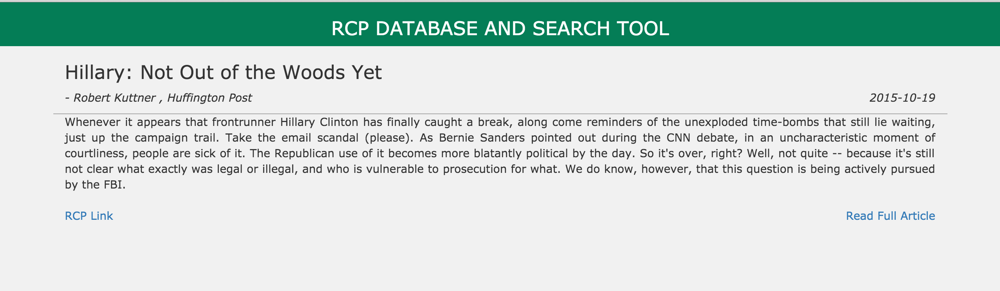 RCP DATABASE AND SEARCH TOOL
Hillary: Not Out of the Woods Yet
- Robert Kuttner , Huffington Post 2015-10-19
Whenever it appears that frontrunner Hillary Clinton has finally caught a break, along come reminders of the unexploded time-bombs that still lie waiting,
just up the campaign trail. Take the email scandal (please). As Bernie Sanders pointed out during the CNN debate, in an uncharacteristic moment of
courtliness, people are sick of it. The Republican use of it becomes more blatantly political by the day. So it's over, right? Well, not quite -- because it's still
not clear what exactly was legal or illegal, and who is vulnerable to prosecution for what. We do know, however, that this question is being actively pursued
by the FBI.
RCP Link Read Full Article